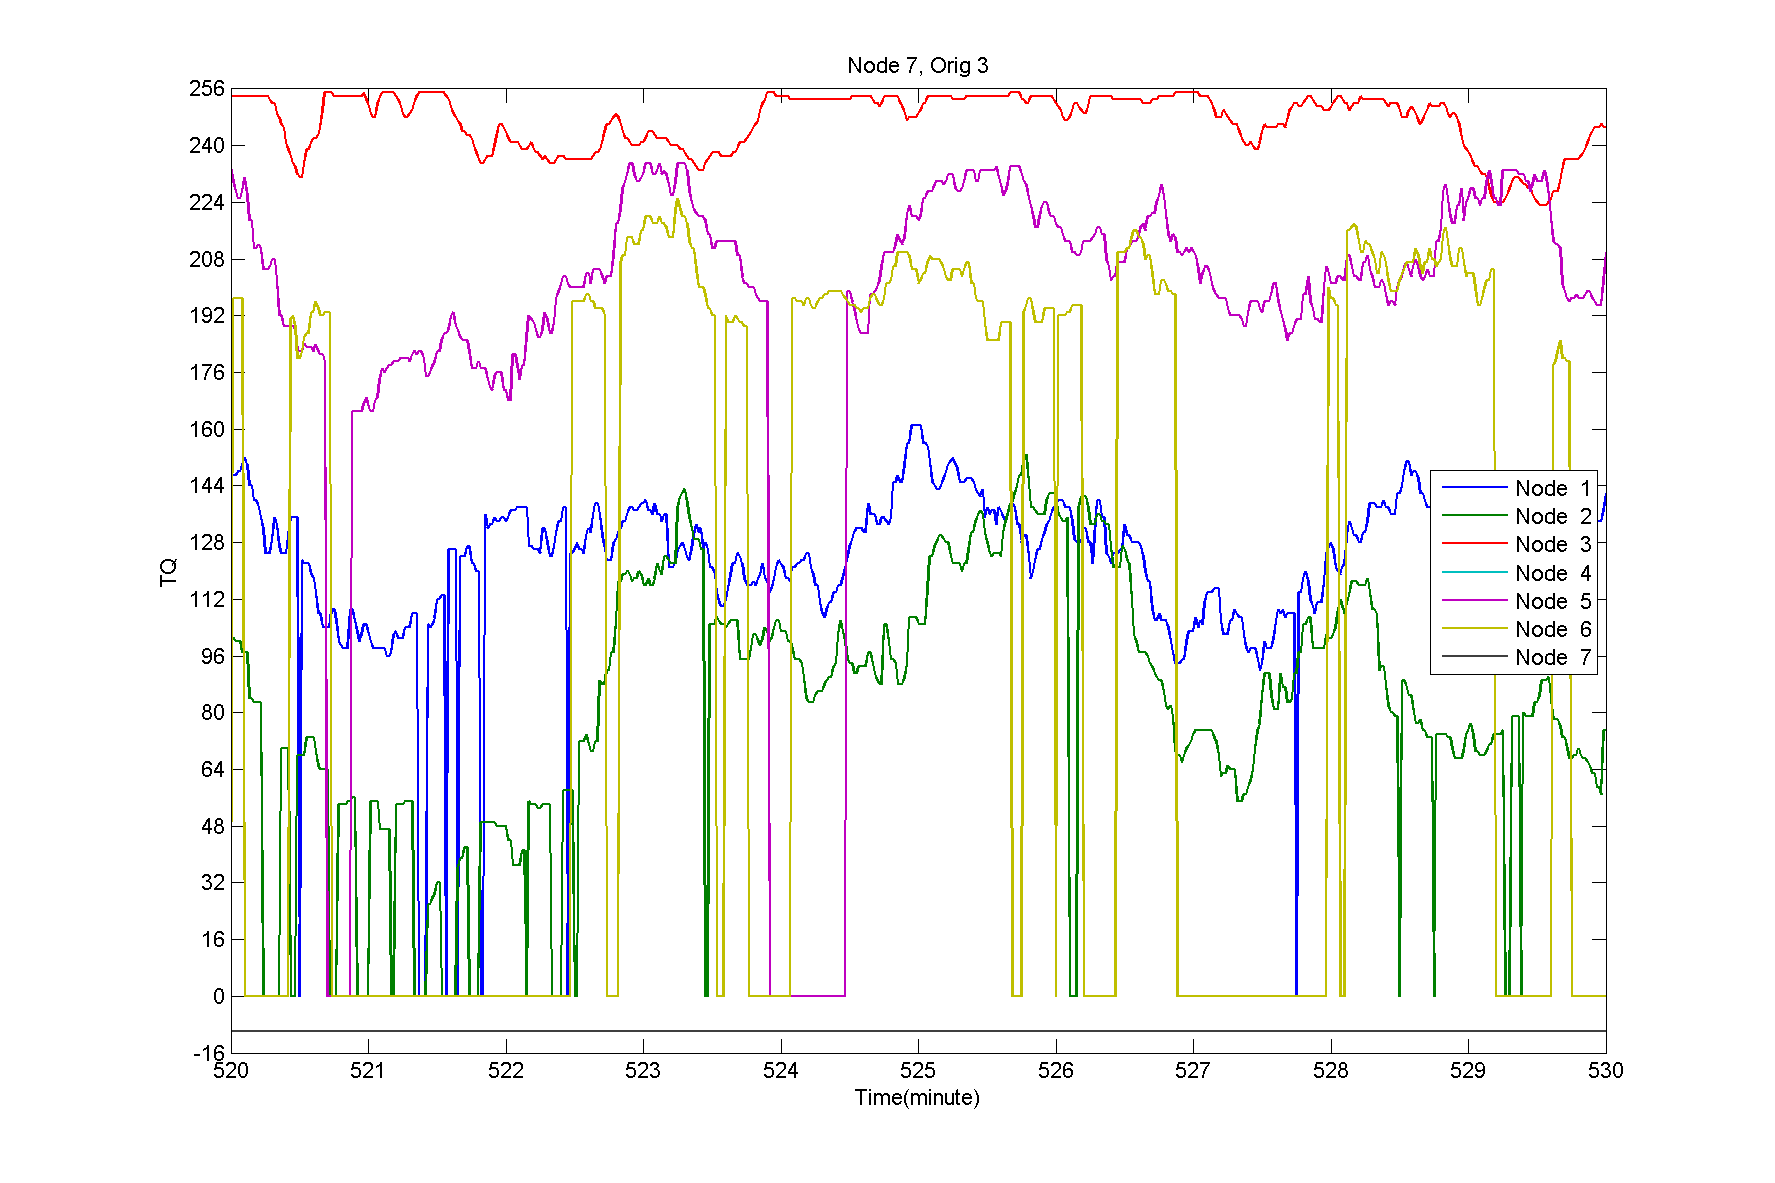 Node 7, Orig 3
256
240
224
208
192
176
160
144
128
112
96
80
64
48
32
16
0
-16
TQ
520 521 522 523 524 525 526 527 528 529 530
Time(minute)
Node 1
Node 2
Node 3
Node 4
Node 5
Node 6
Node 7